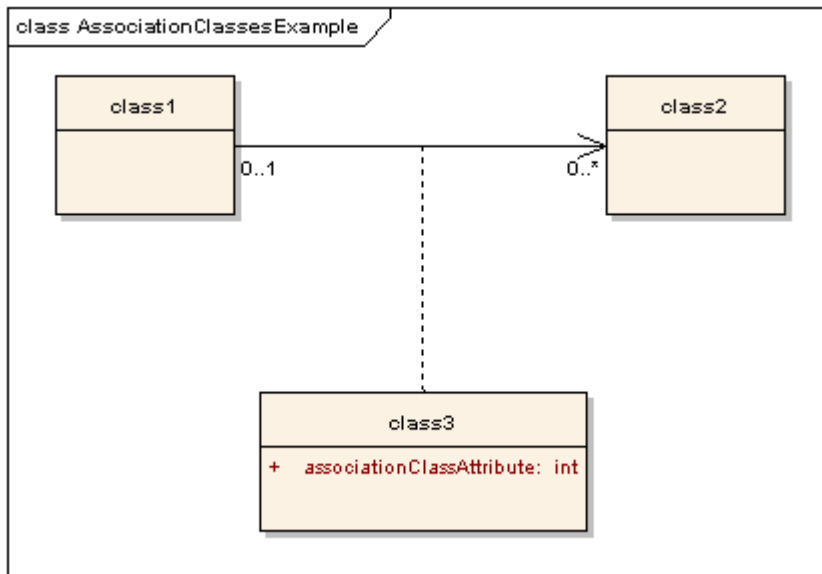 class AssociationClassesExample
class1
class2
0..1
0..*
class3
+ associationClassAttribute: int